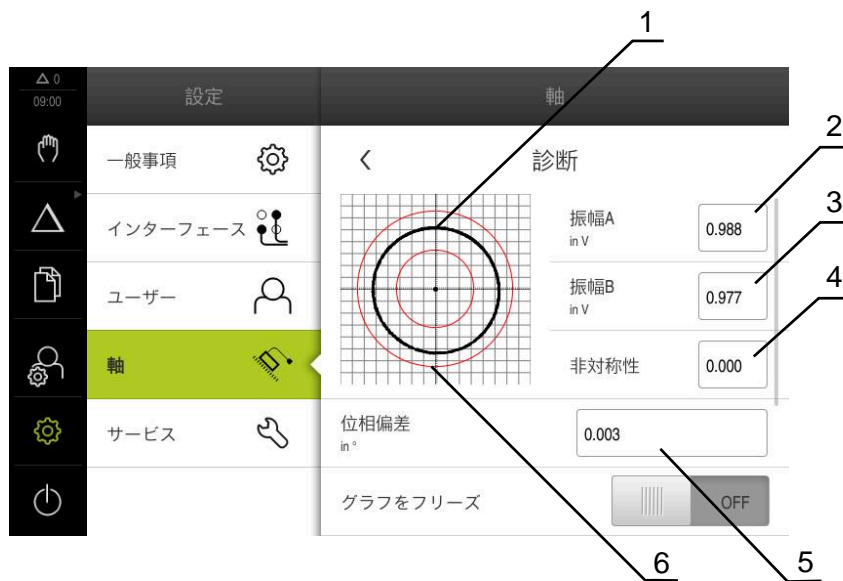 1
△ 0
09:00
設定
軸
2
一般事項
診断
振幅A
in V
0.988
3
インターフェース
振幅B
in V
0.977
4
ユーザー
非対称性
0.000
軸
位相偏差
in °
0.003
サービス
グラフをフリーズ
OFF
6
5